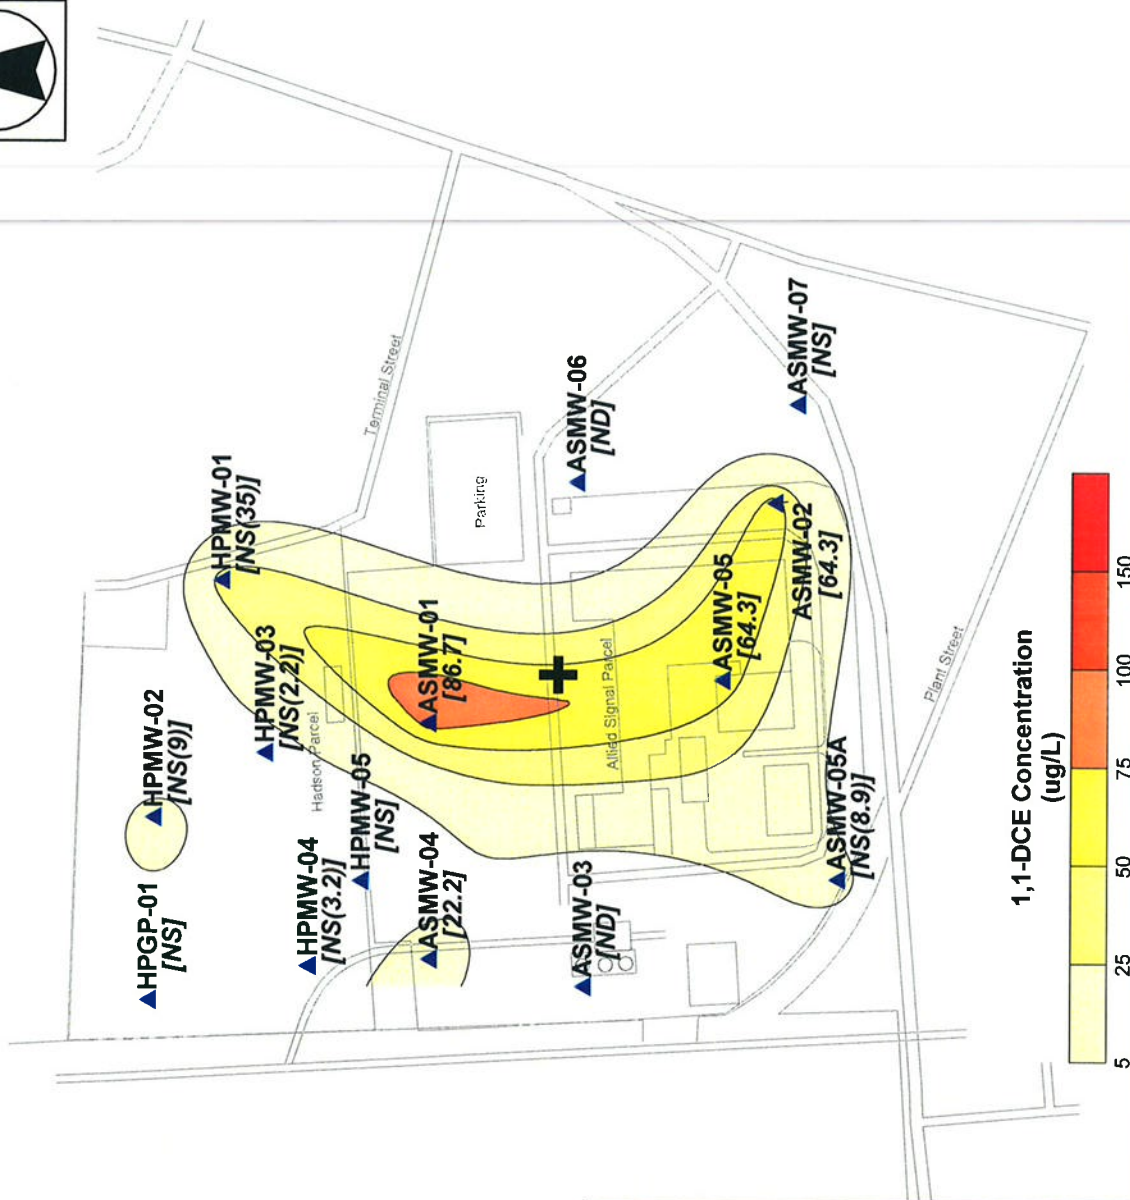 HPMW-01
[NS(35)]
Terminal Street
HPMW-02
[NS(9)]
HPMW-03
[NS(2.2)]
HPGP-01
[NS]
HPMW-04
[NS(3.2)]
HPMW-05
[NS]
Hadson Parcel
ASMW-01
[86.7]
Parking
ASMW-04
[22.2]
ASMW-06
[ND]
ASMW-03
[ND]
Allied Signal Parcel
ASMW-05
[64.3]
ASMW-07
[NS]
ASMW-02
[64.3]
ASMW-05A
[NS(8.9)]
Plant Street
1,1-DCE Concentration
(ug/L)
5 25 50 75 100 150